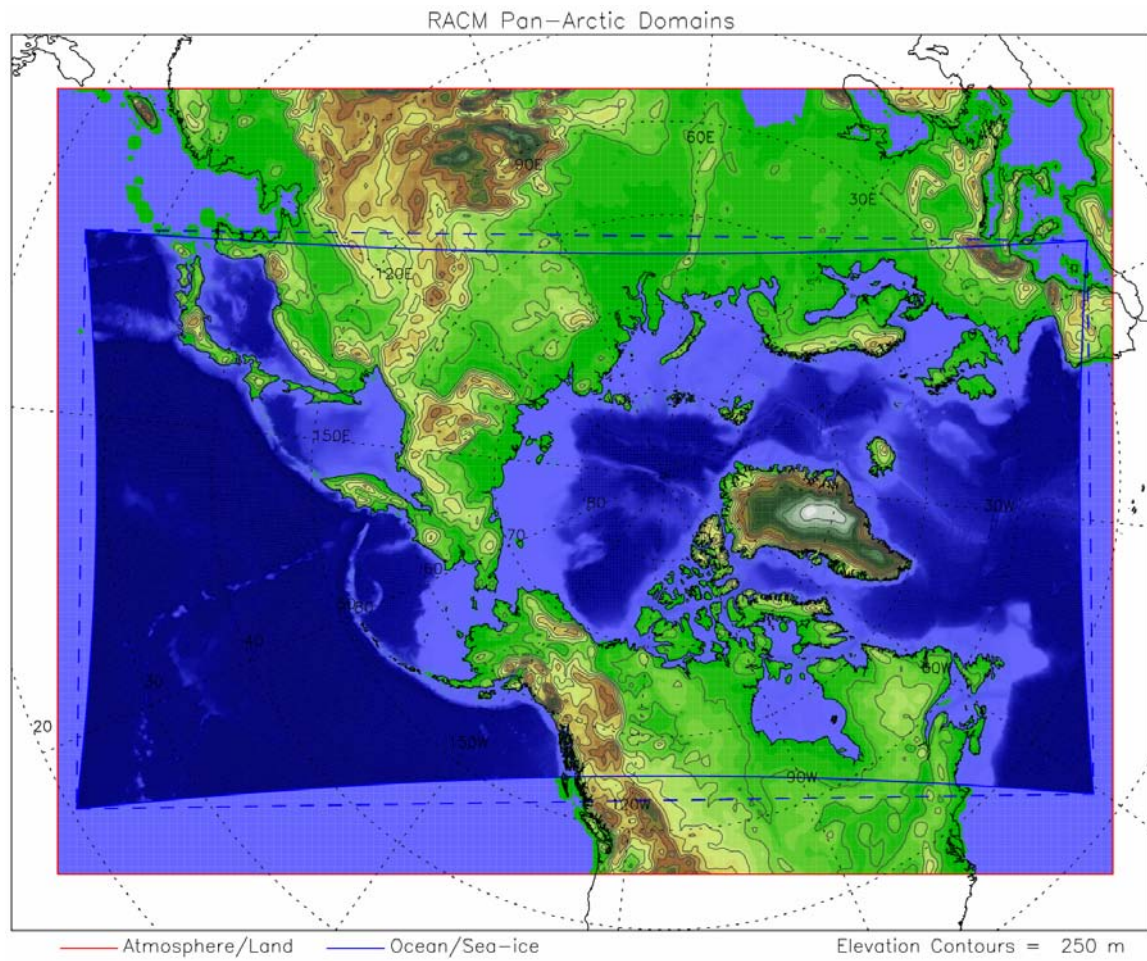 RACM Pan-Arctic Domains
60E
90E
30E
120E
150E
30W
80
70
60
40
60W
30
20
150W
90W
120W
Atmosphere/Land Ocean/Sea-ice Elevation Contours = 250 m